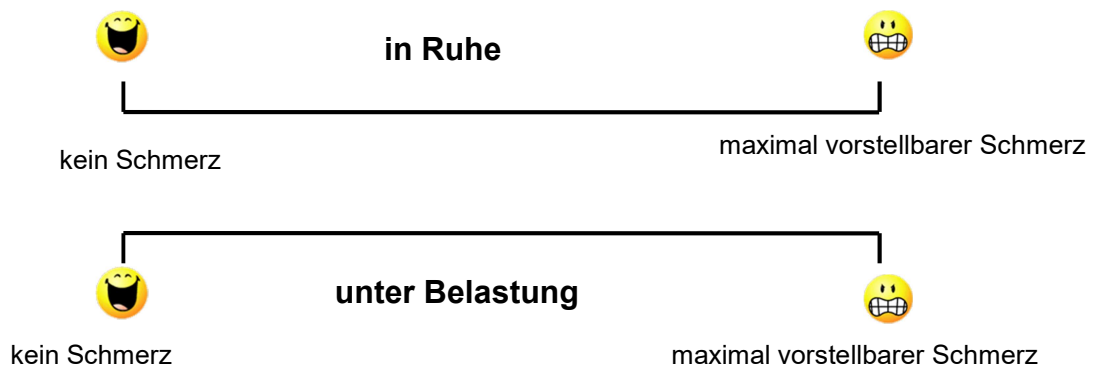 in Ruhe
kein Schmerz
maximal vorstellbarer Schmerz
unter Belastung
kein Schmerz
maximal vorstellbarer Schmerz